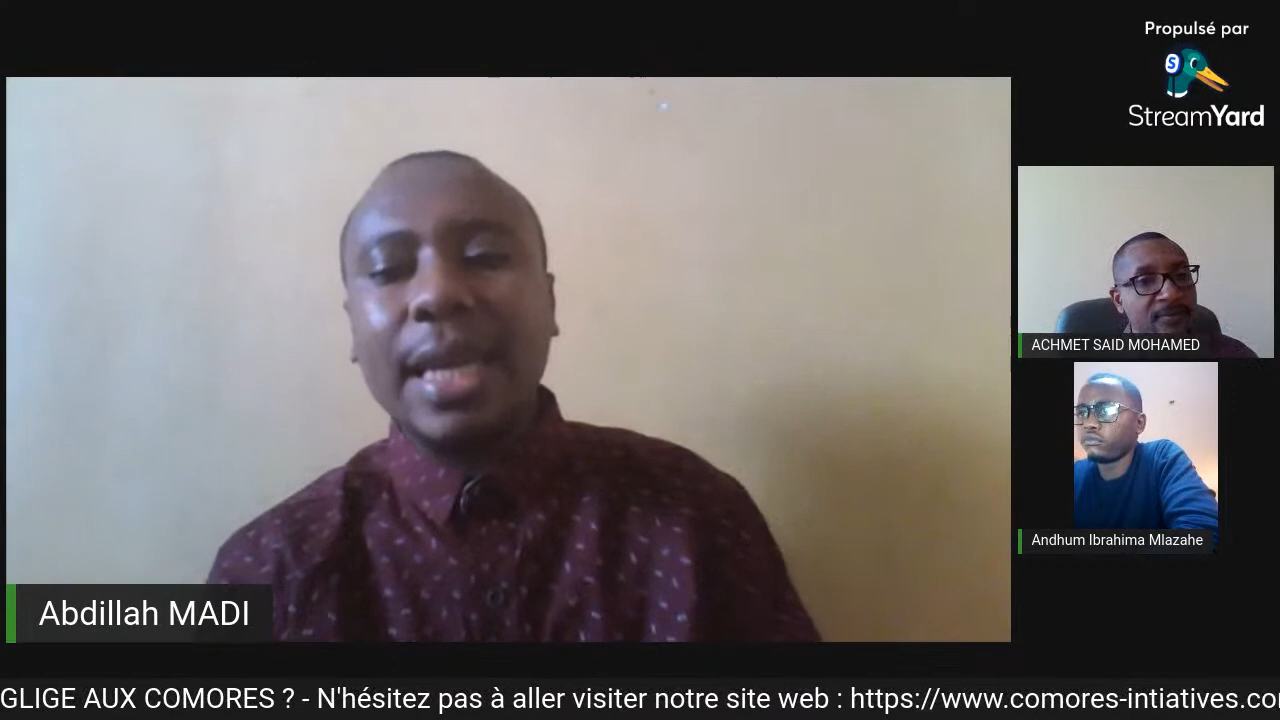 Propulsé par
StreamYard
ACHMET SAID MOHAMED
Andhum Ibrahima Mlazahe
Abdillah MADI
GLIGE AUX COMORES ? - N'hésitez pas à aller visiter notre site web : https://www.comores-intiatives.co